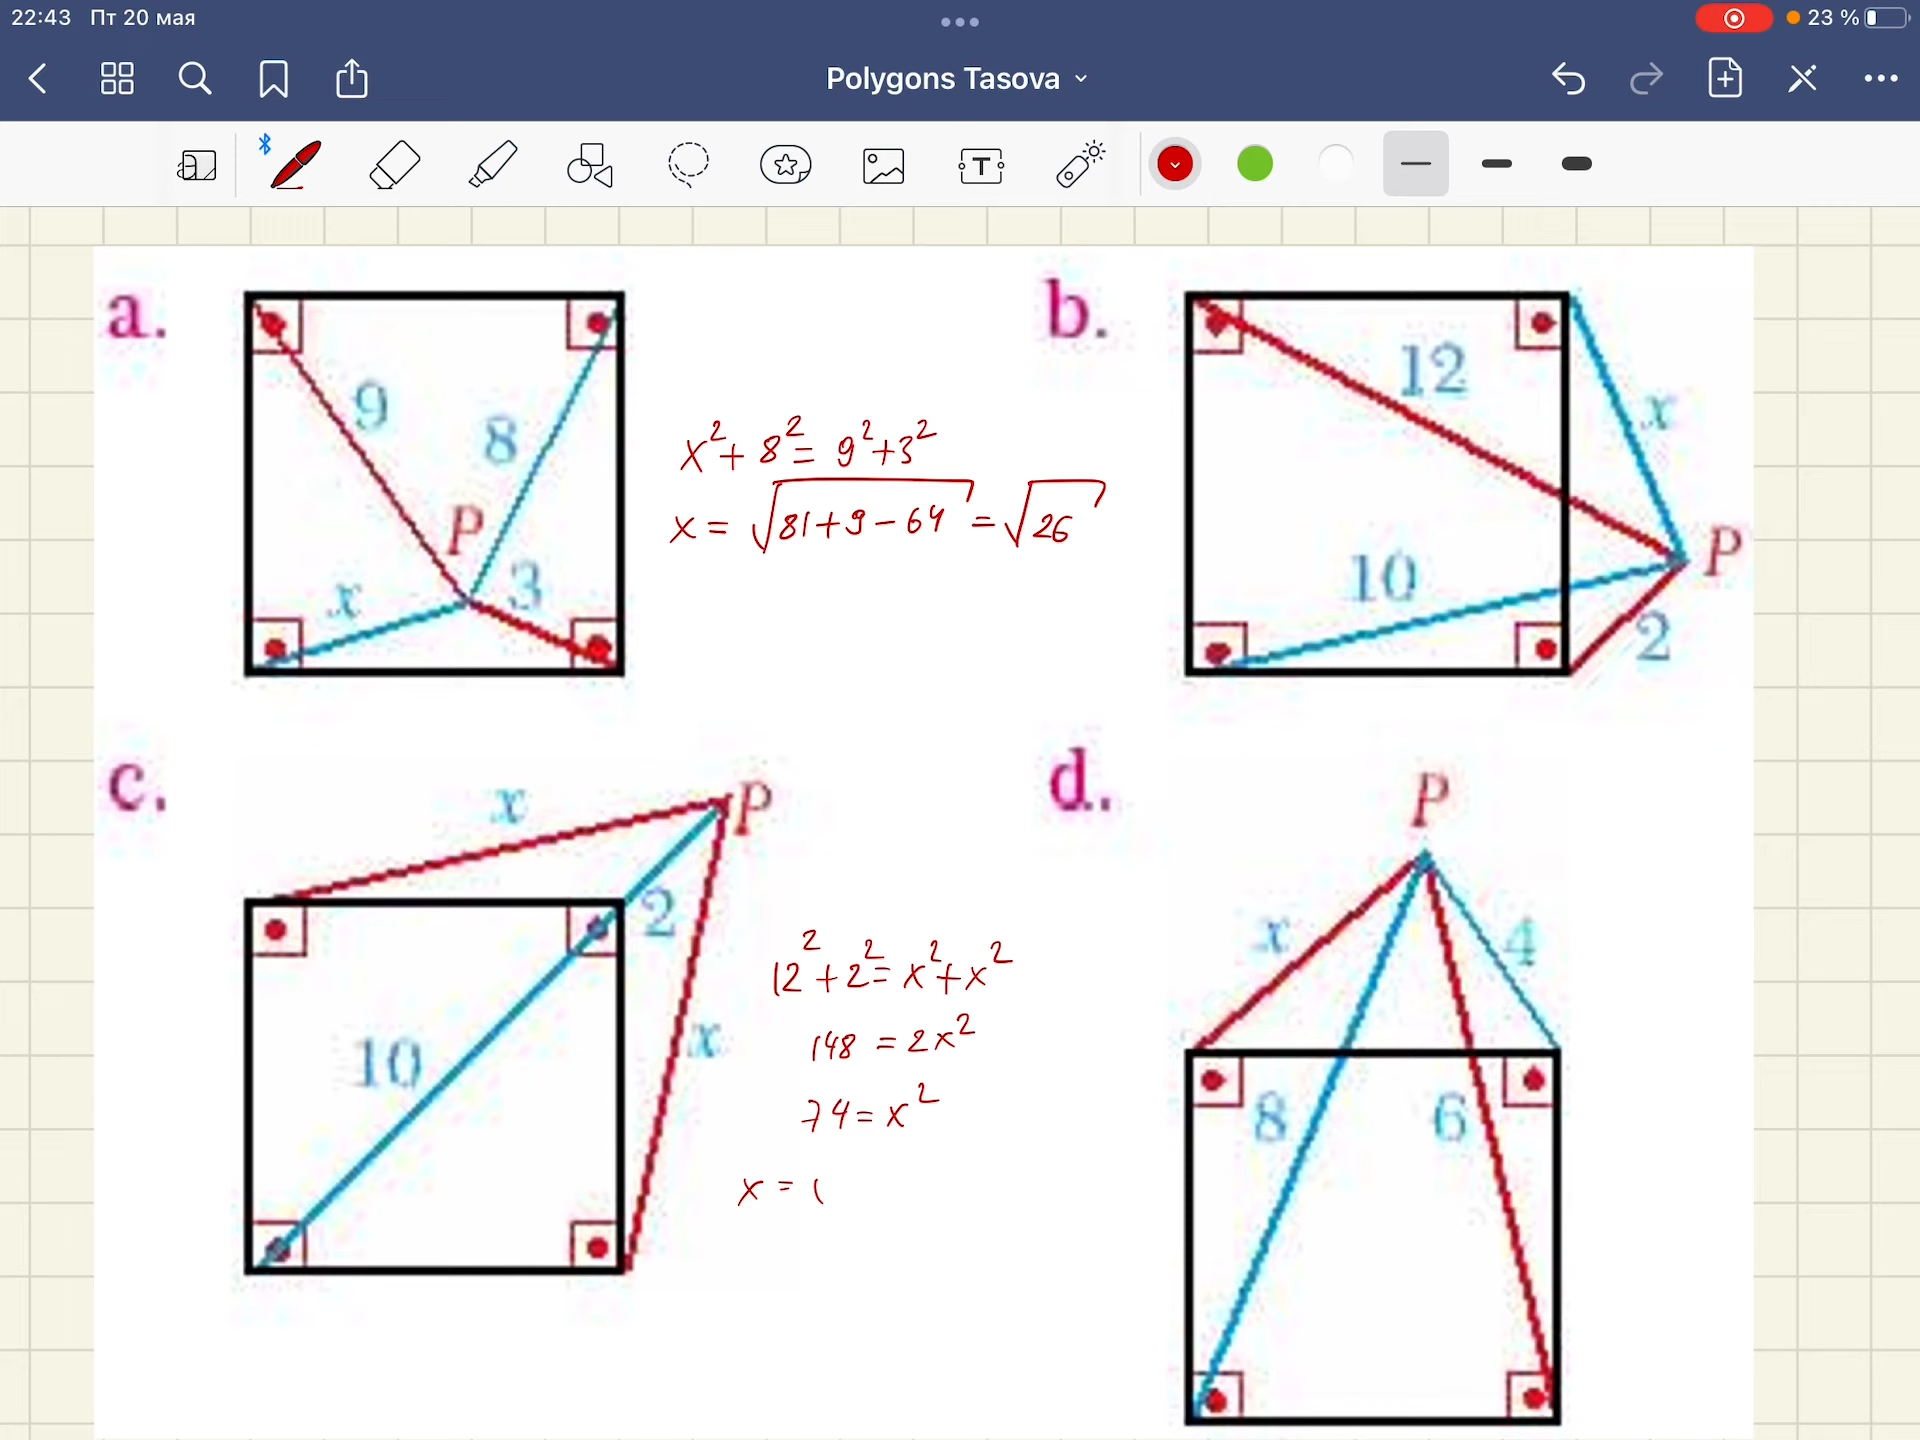 22:43 Пт 20 мая
23 %
Polygons Tasova
T
a.
9
8
P
x
3
x²+ 8²= 9²+3²
x = √81+9-64 = √26
b.
12
x
P
10
2
c.
x
P
2
10
x
12²+2²= x²+x²
148 = 2x²
74= x²
x = (
d.
P
x
4
8
6